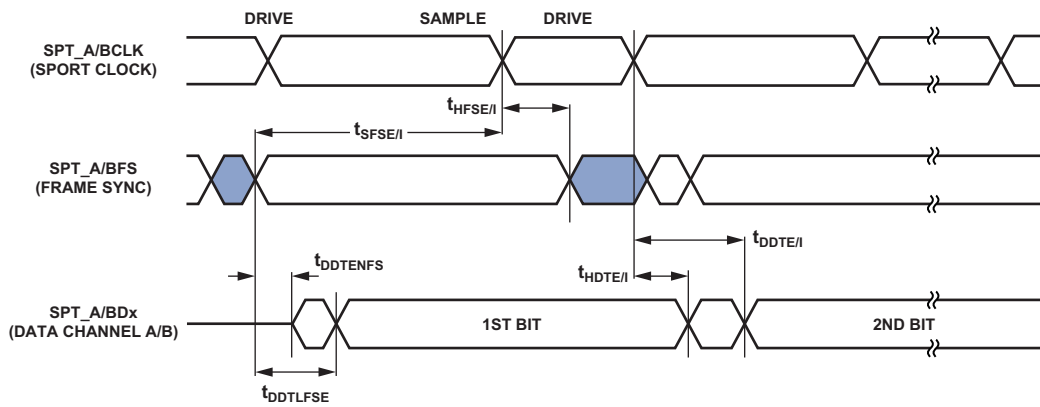 DRIVE SAMPLE DRIVE
SPT_A/BCLK
(SPORT CLOCK)
tHFSE/I
tSFSE/I
SPT_A/BFS
(FRAME SYNC)
tDDTE/I
tDDTENFS
tHDTE/I
SPT_A/BDx
(DATA CHANNEL A/B)
1ST BIT 2ND BIT
tDDTLFSE